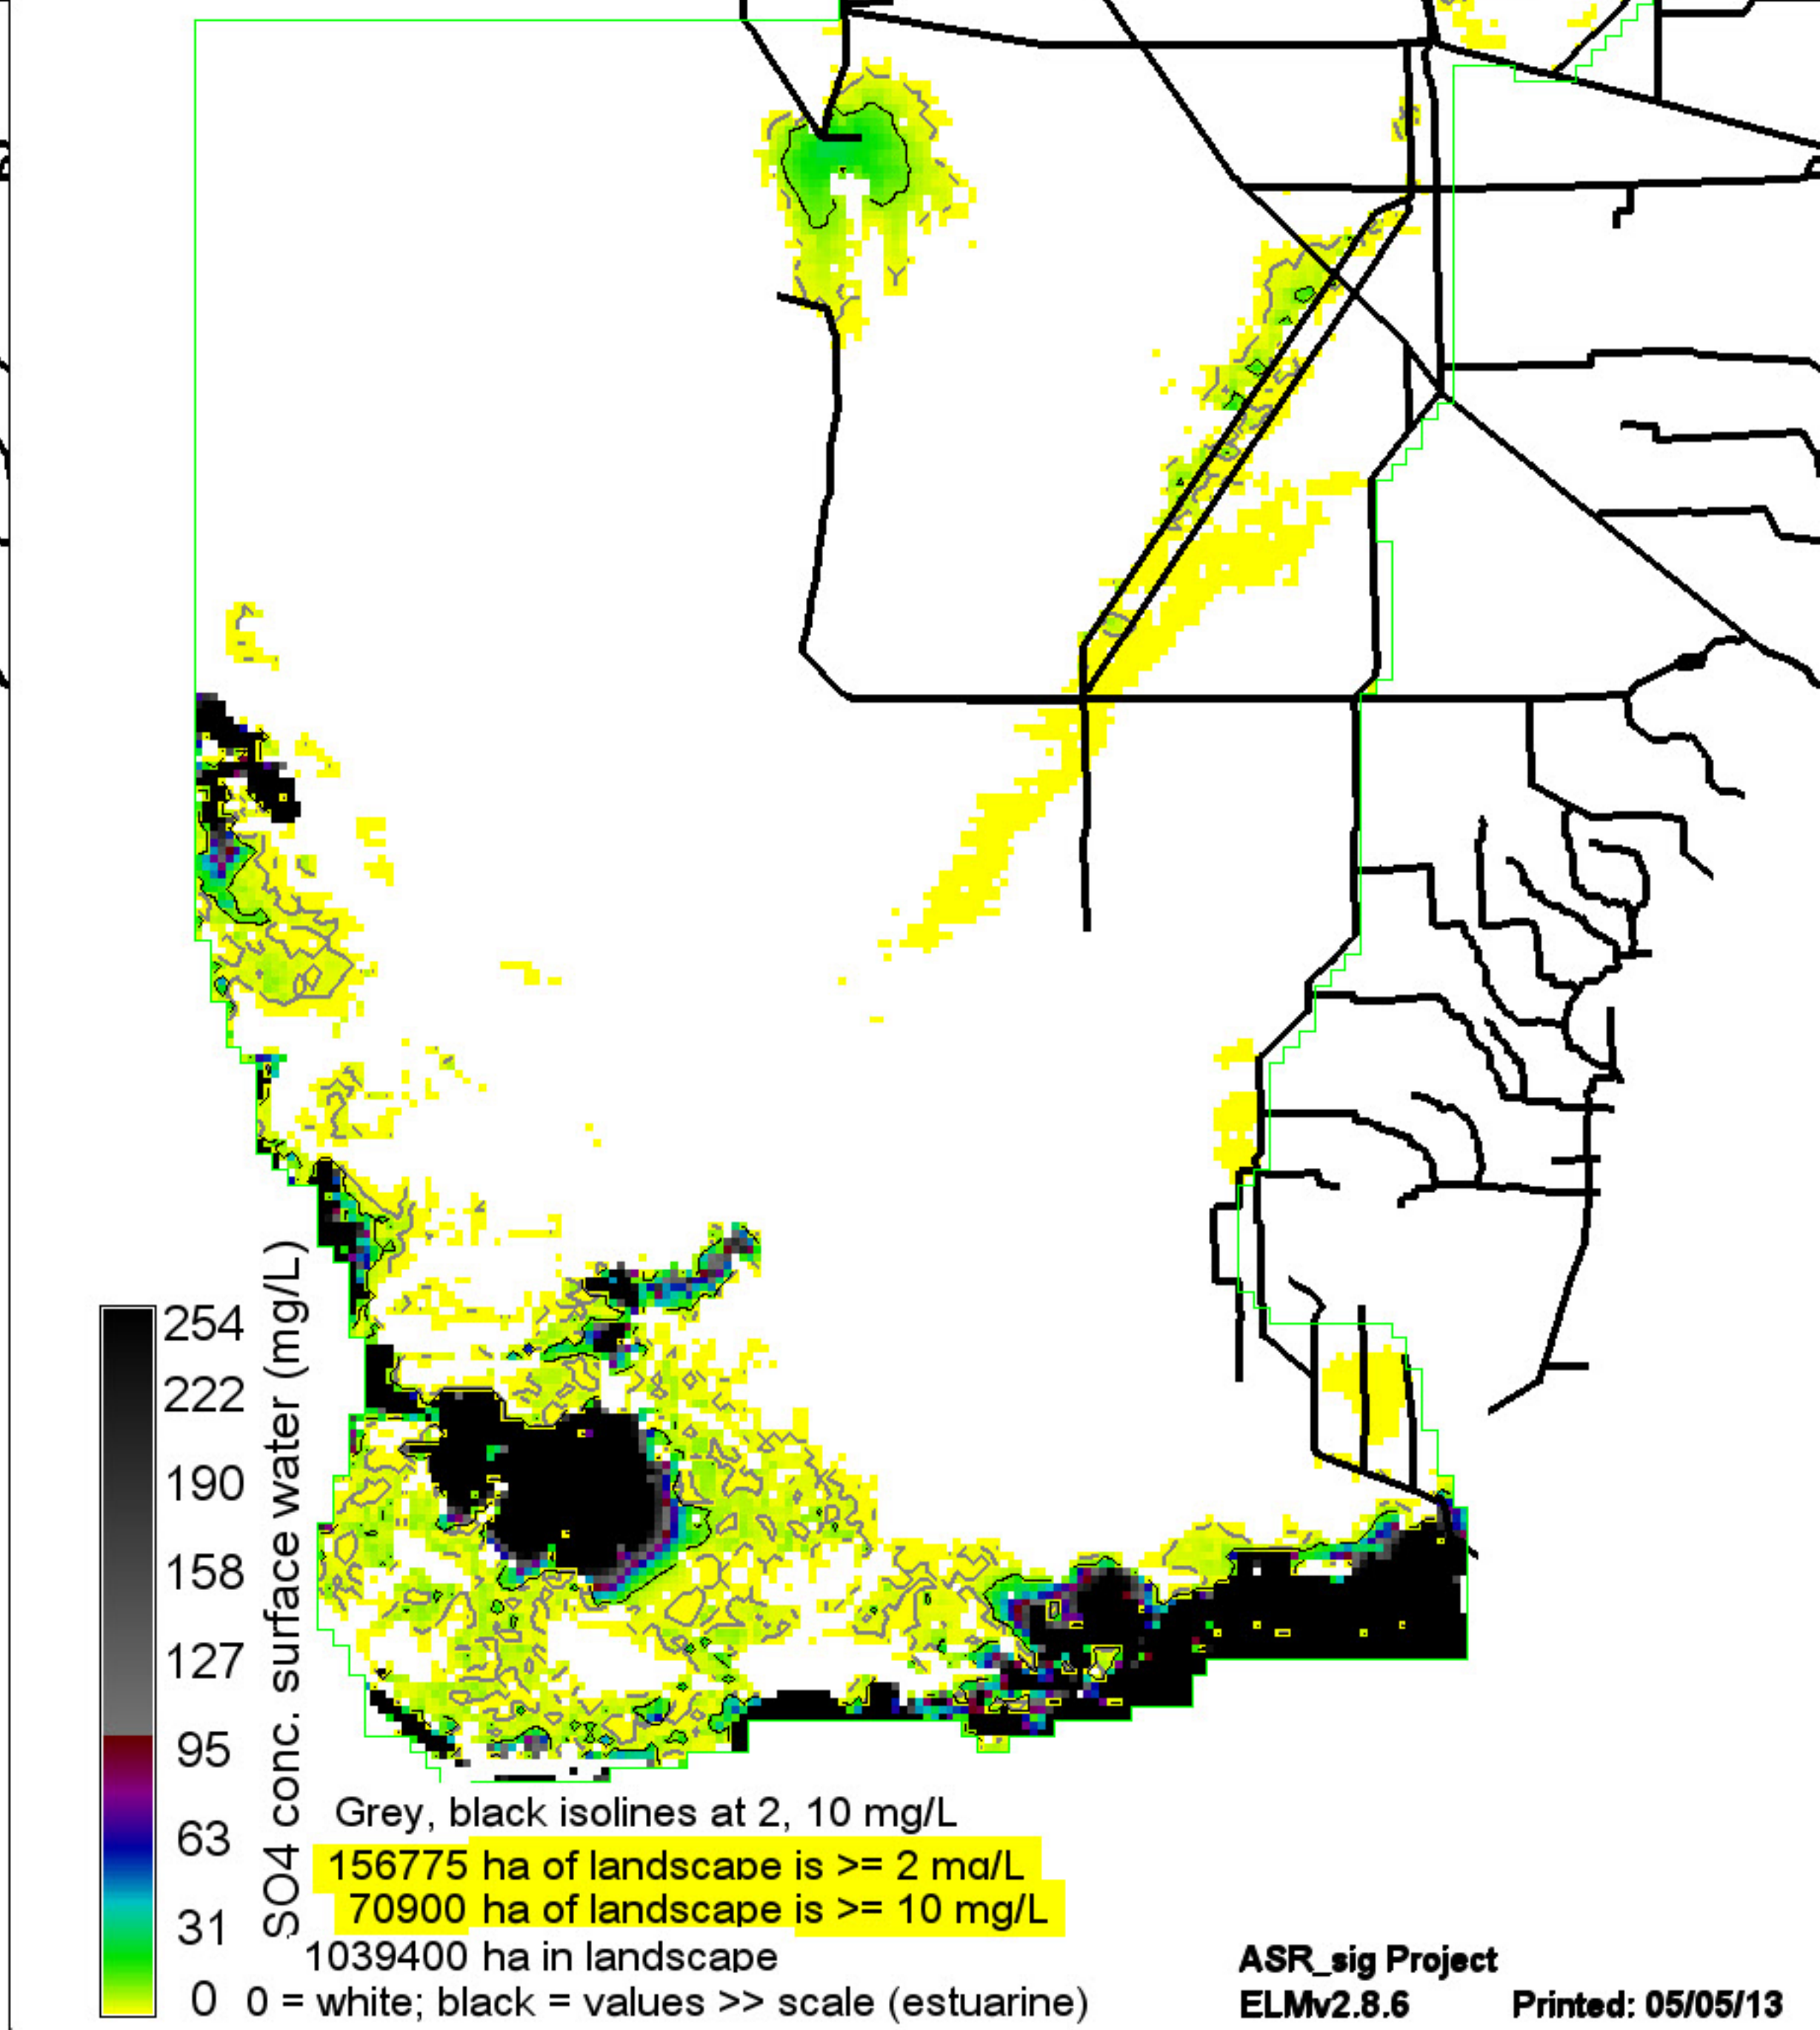 254
222
190
158
127
95
63
31
0
SO4 conc. surface water (mg/L)
Grey, black isolines at 2, 10 mg/L
156775 ha of landscape is >= 2 mg/L
70900 ha of landscape is >= 10 mg/L
1039400 ha in landscape
0 = white; black = values >> scale (estuarine)
ASR_sig Project
ELMv2.8.6 Printed: 05/05/13